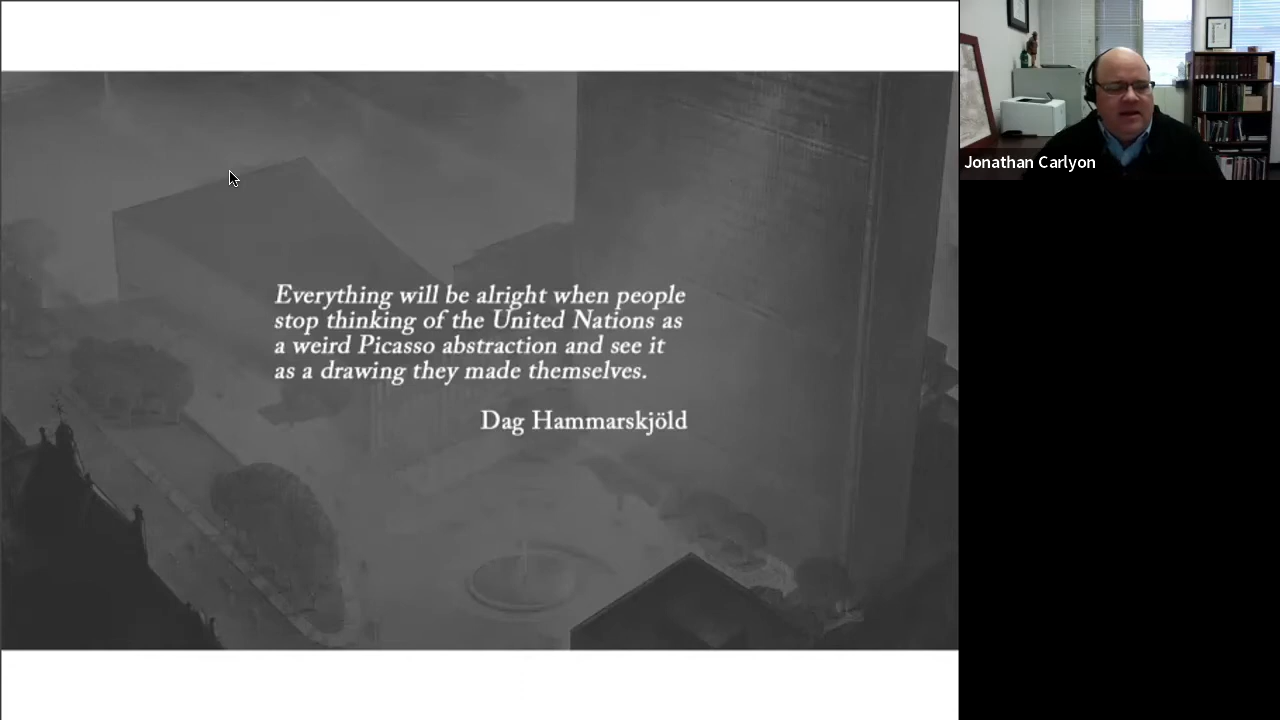 Everything will be alright when people
stop thinking of the United Nations as
a weird Picasso abstraction and see it
as a drawing they made themselves.
Dag Hammarskjöld
Jonathan Carlyon